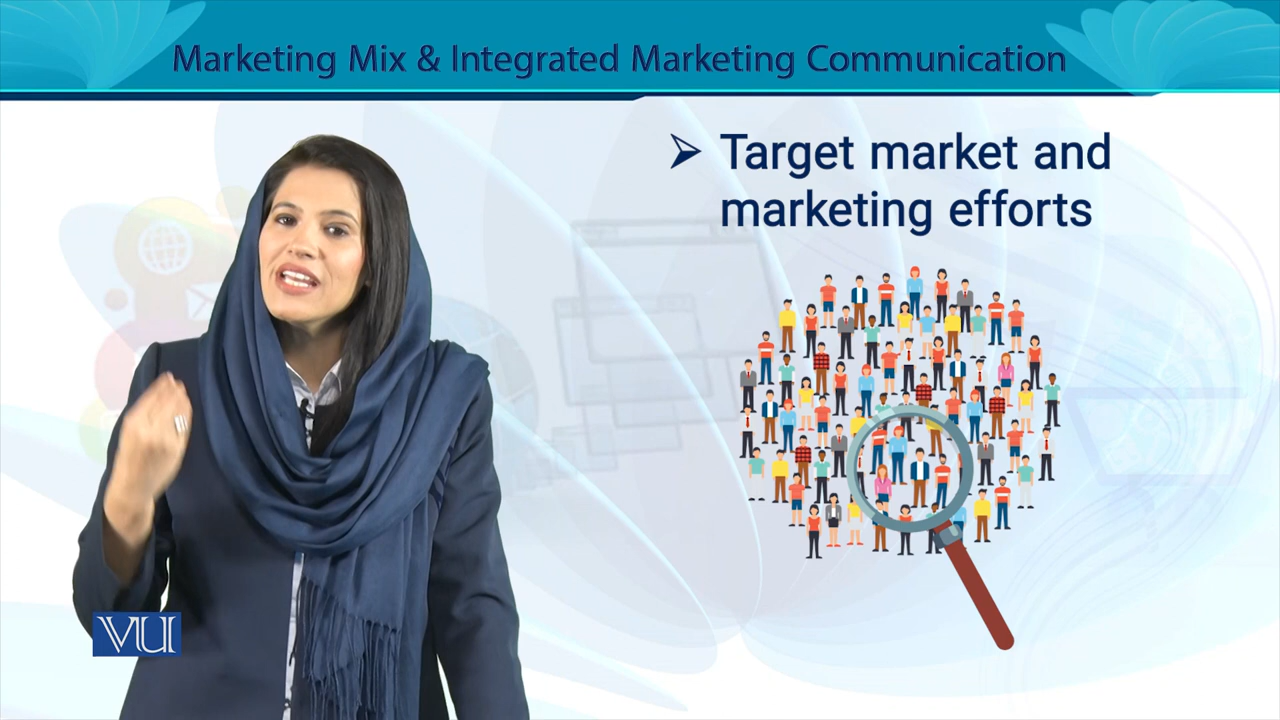 Marketing Mix & Integrated Marketing Communication
➢ Target market and
marketing efforts
VU